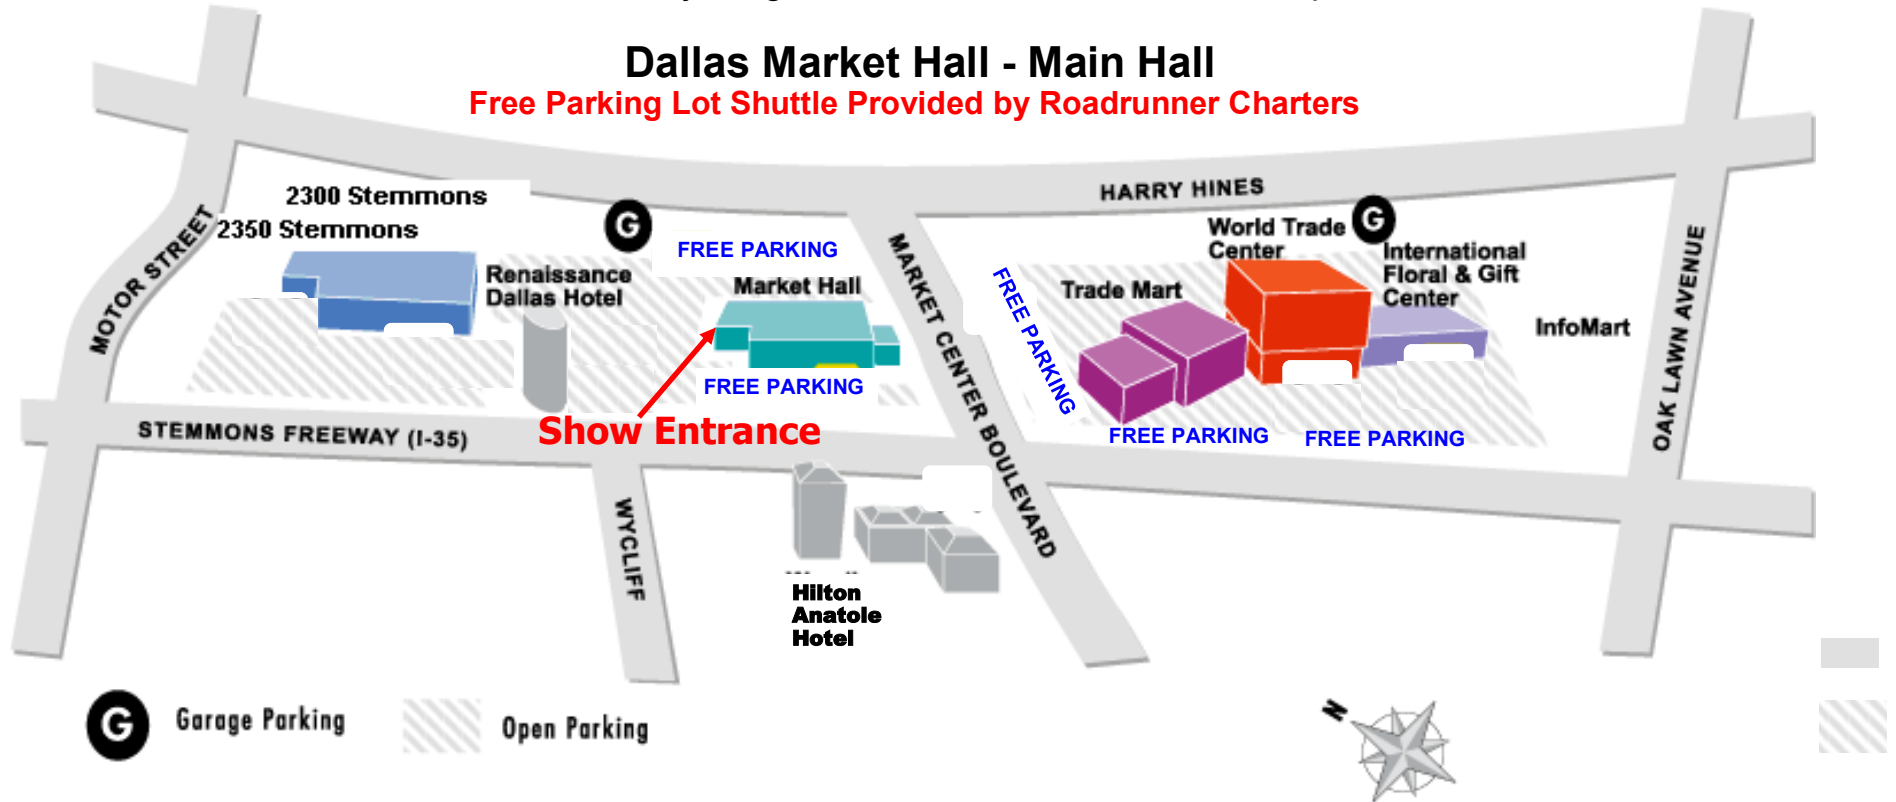 Dallas Market Hall - Main Hall
Free Parking Lot Shuttle Provided by Roadrunner Charters
HARRY HINES
2300 Stemmons
2350 Stemmons
MOTOR STREET
G
FREE PARKING
Renaissance
Dallas Hotel
Market Hall
FREE PARKING
Show Entrance
MARKET CENTER BOULEVARD
FREE PARKING
Trade Mart
World Trade
Center
G
International
Floral & Gift
Center
InfoMart
OAK LAWN AVENUE
FREE PARKING
FREE PARKING
STEMMONS FREEWAY (I-35)
WYCLIFF
Hilton
Anatole
Hotel
G
Garage Parking
Open Parking
N